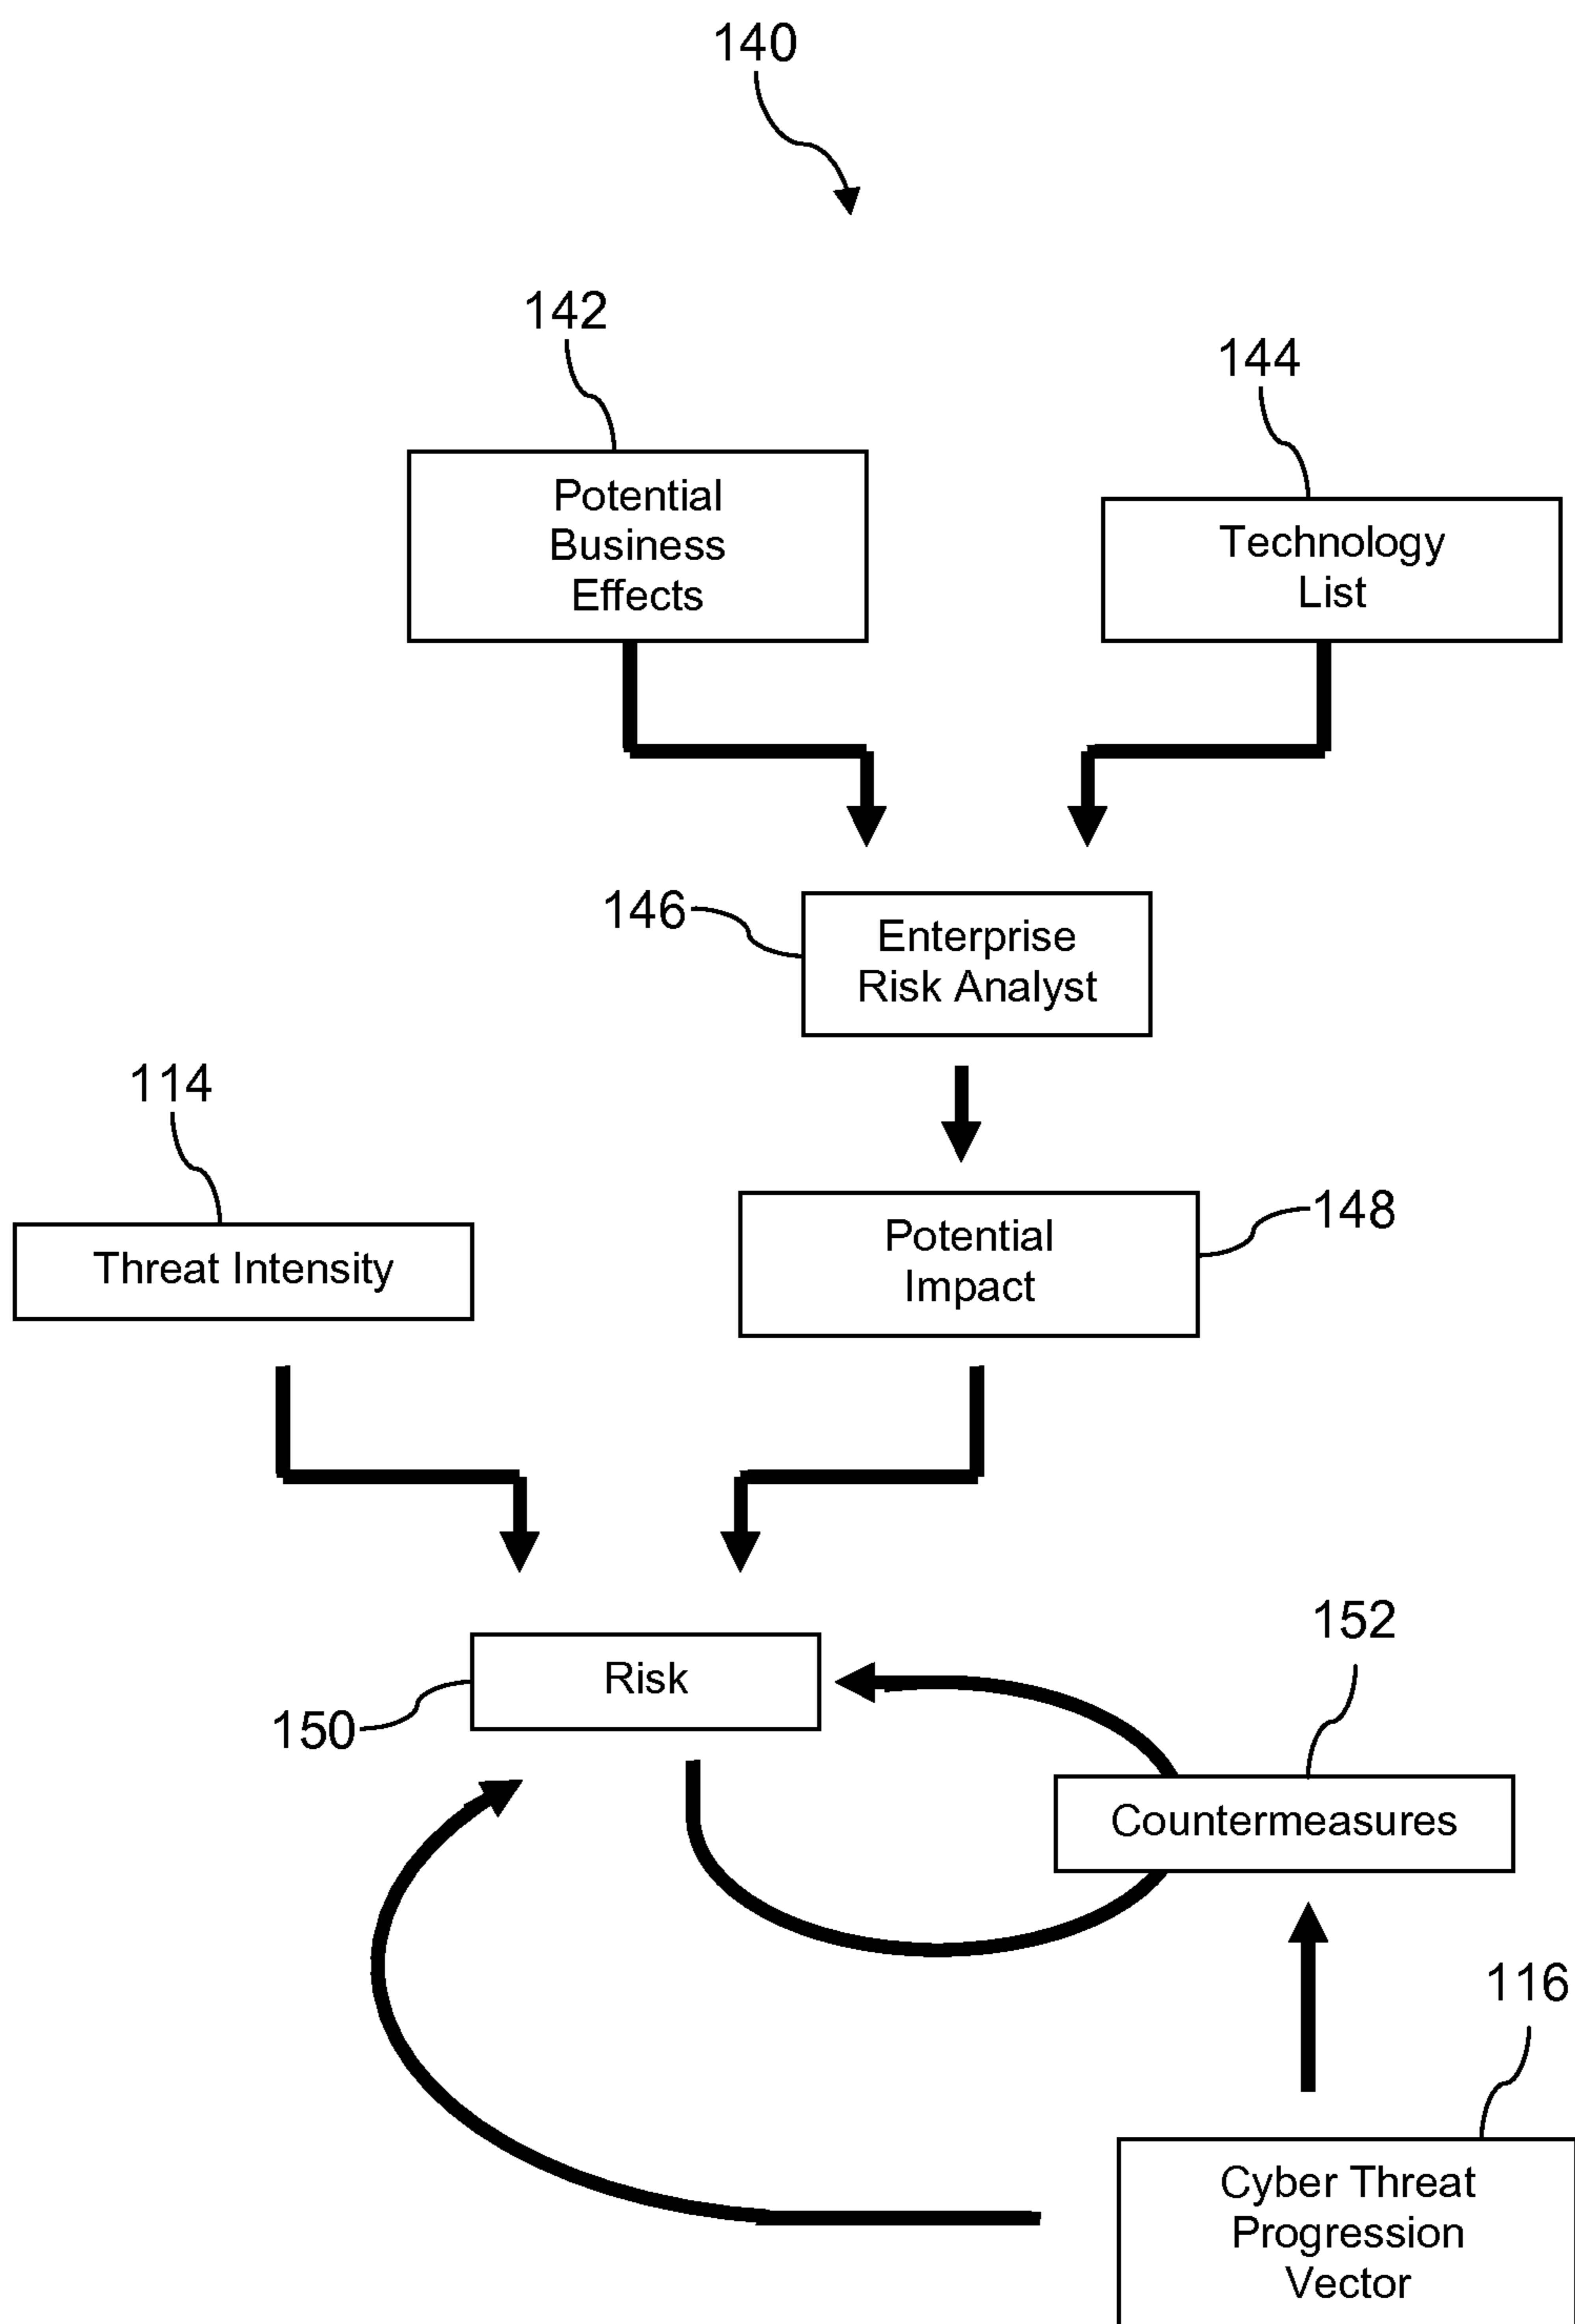 140
142
144
Potential
Business
Effects
Technology
List
146
Enterprise
Risk Analyst
114
148
Potential
Impact
Threat Intensity
152
Risk
150
Countermeasures
116
Cyber Threat
Progression
Vector